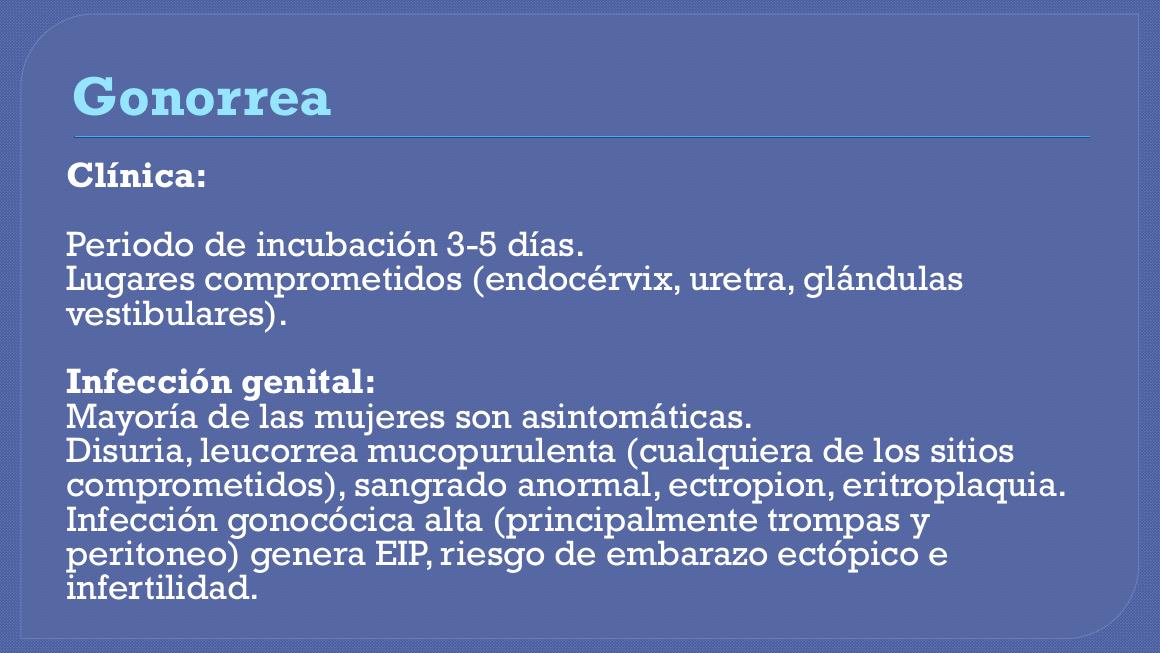 Gonorrea
Clínica:
Periodo de incubación 3-5 días.
Lugares comprometidos (endocérvix, uretra, glándulas
vestibulares).
Infección genital:
Mayoría de las mujeres son asintomáticas.
Disuria, leucorrea mucopurulenta (cualquiera de los sitios
comprometidos), sangrado anormal, ectropion, eritroplaquia.
Infección gonocócica alta (principalmente trompas y
peritoneo) genera EIP, riesgo de embarazo ectópico e
infertilidad.